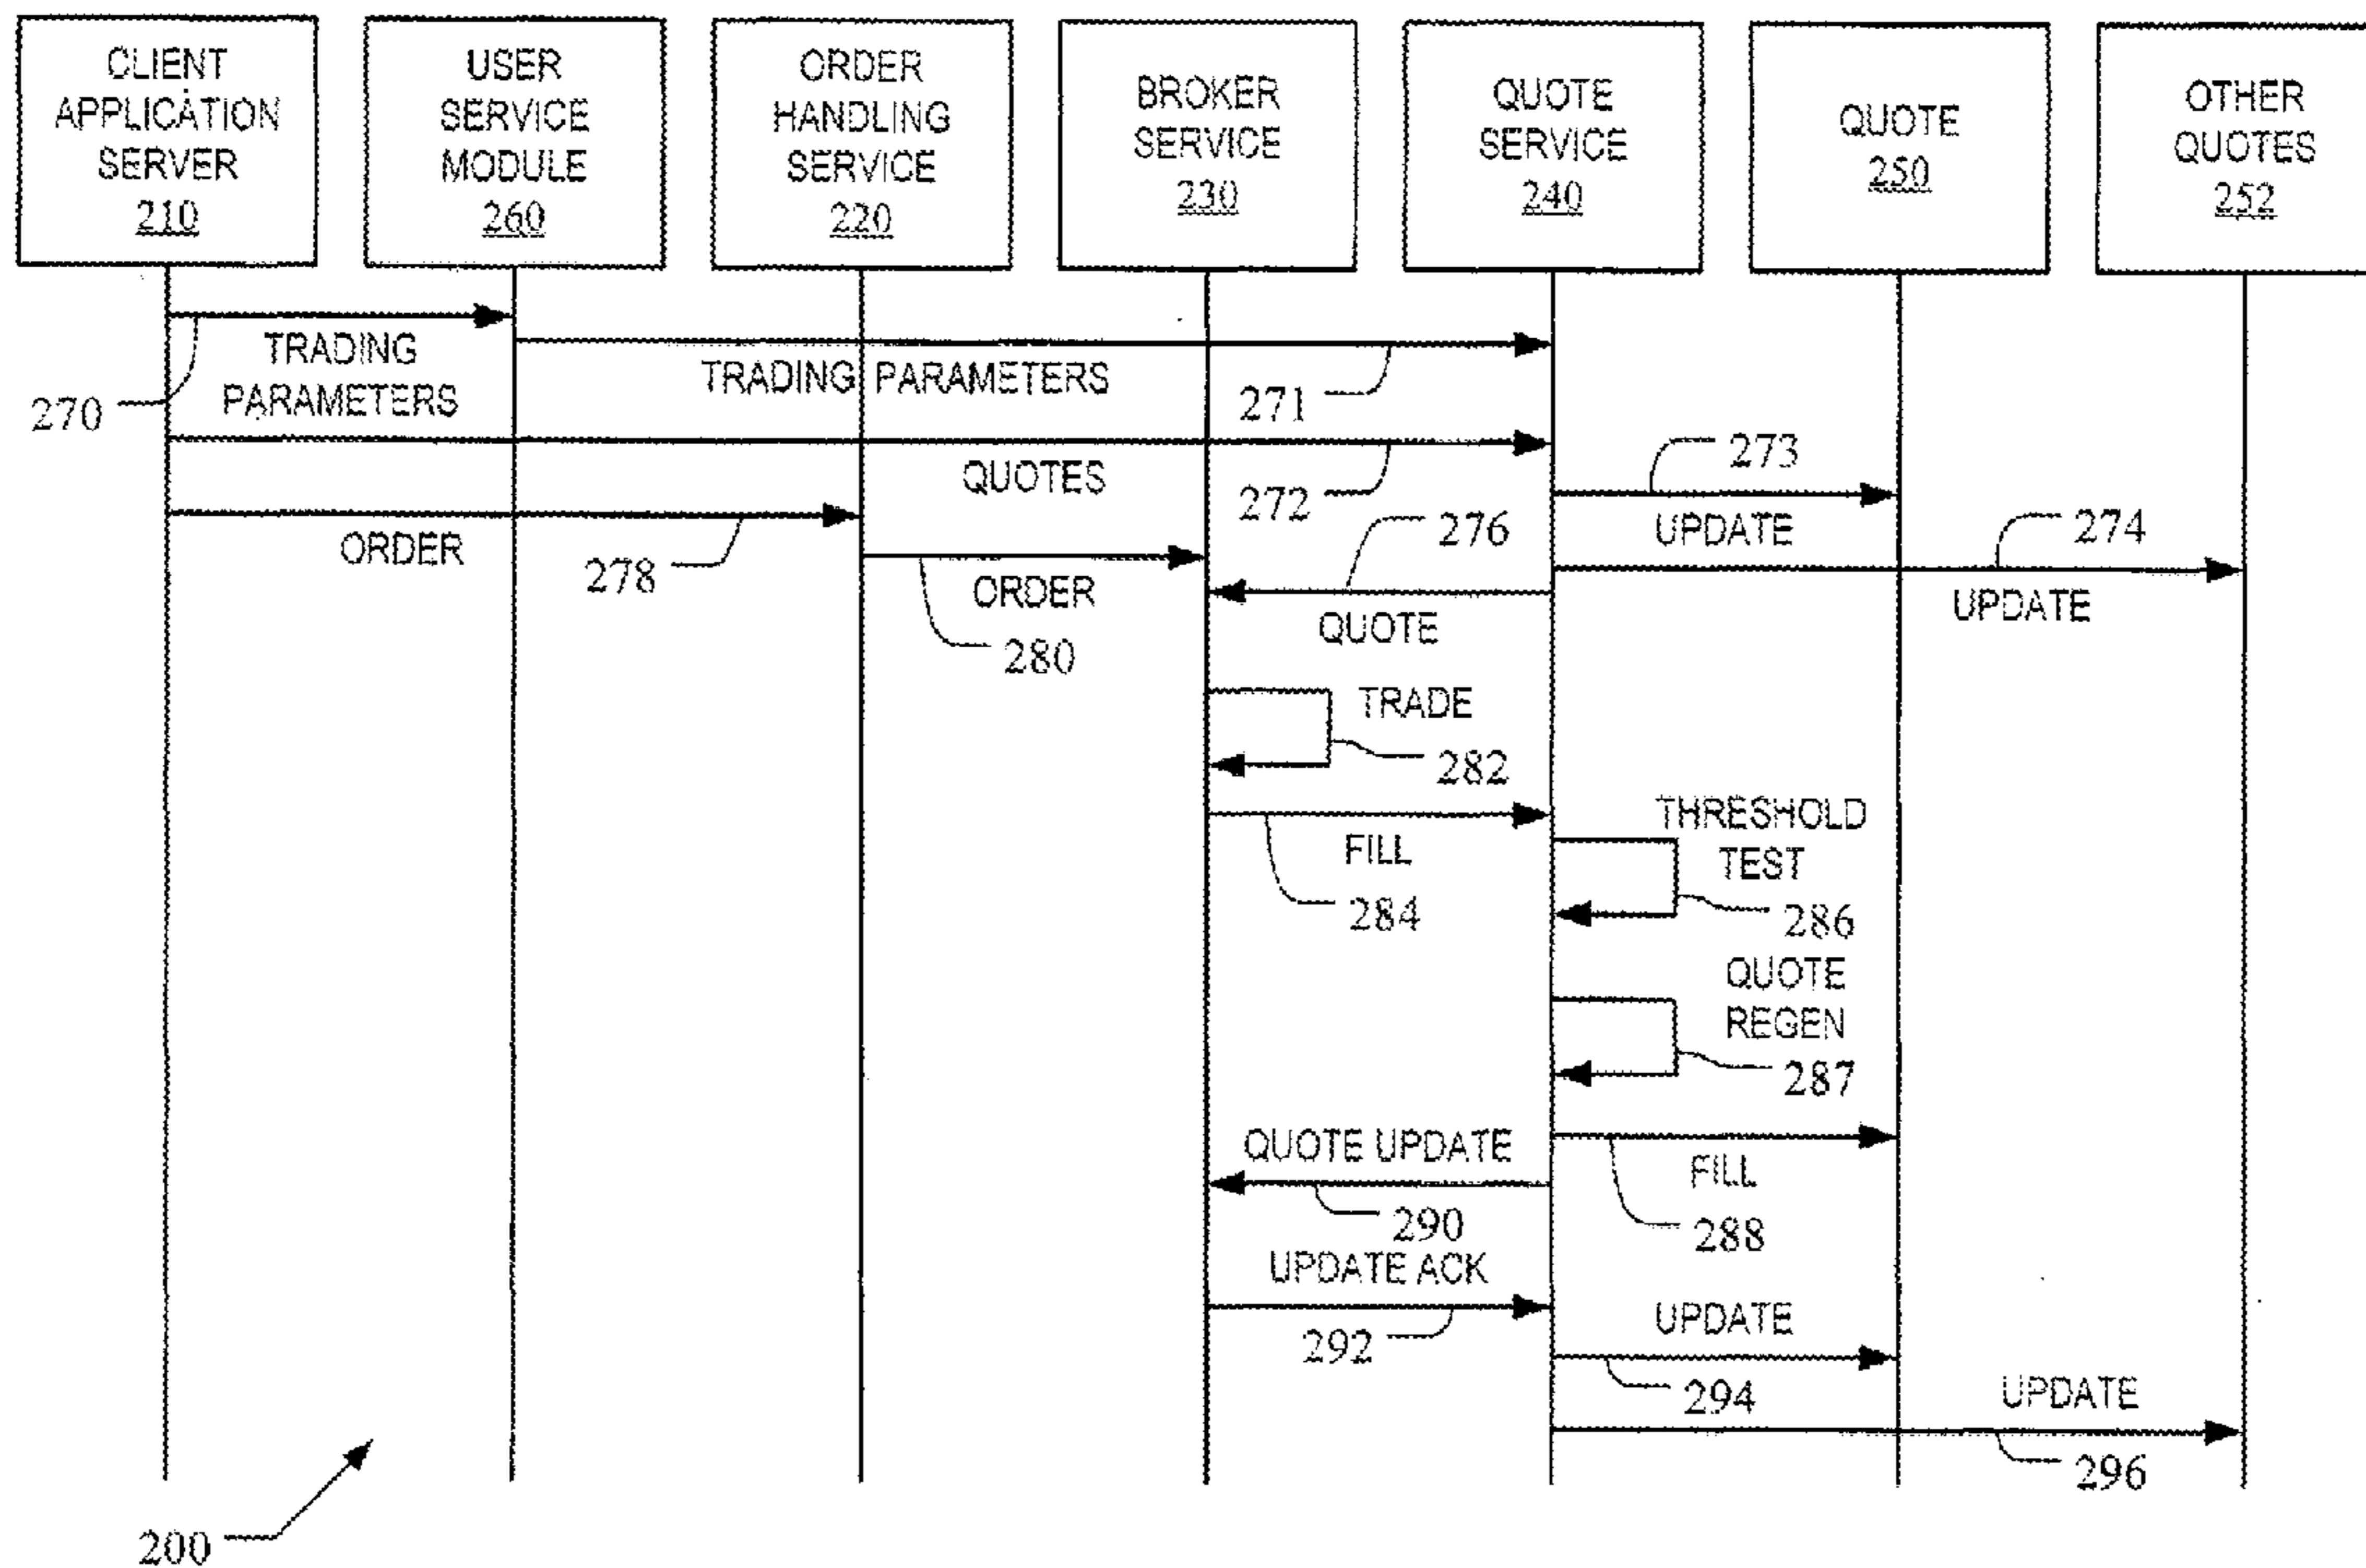 CLIENT
APPLICATION
SERVER
210
USER
SERVICE
MODULE
260
ORDER
HANDLING
SERVICE
220
BROKER
SERVICE
230
QUOTE
SERVICE
240
QUOTE
250
OTHER
QUOTES
252
TRADING
PARAMETERS
270
TRADING PARAMETERS
271
QUOTES
272
273
UPDATE
ORDER
278
276
274
UPDATE
ORDER
280
QUOTE
TRADE
282
FILL
284
THRESHOLD
TEST
286
QUOTE
REGEN
287
QUOTE UPDATE
290
FILL
288
UPDATE ACK
292
UPDATE
294
UPDATE
296
200